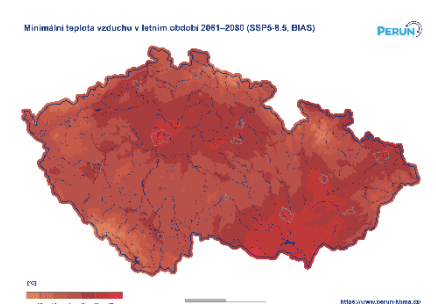 Minimální teplota vzduchu v letním období 2061–2080 (SSP5-8.5, BIAS)
PERUN
[°C]
https://www.perun-klima.cz/